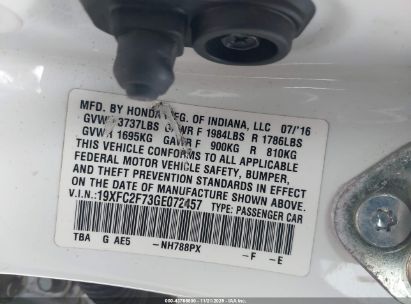 MFD. BY HONDA MFG. OF INDIANA, LLC 07/'16
GVWR 3737LBS GAWR F 1984LBS R 1786LBS
GVWR 1695KG GAWR F 900KG R 810KG
THIS VEHICLE CONFORMS TO ALL APPLICABLE
FEDERAL MOTOR VEHICLE SAFETY, BUMPER,
AND THEFT PREVENTION STANDARDS IN EFFECT
ON THE DATE OF MANUFACTURE SHOWN ABOVE.
V.I.N.:19XFC2F73GE072457 TYPE: PASSENGER CAR
TBA G AE5 -NH788PX -F -E